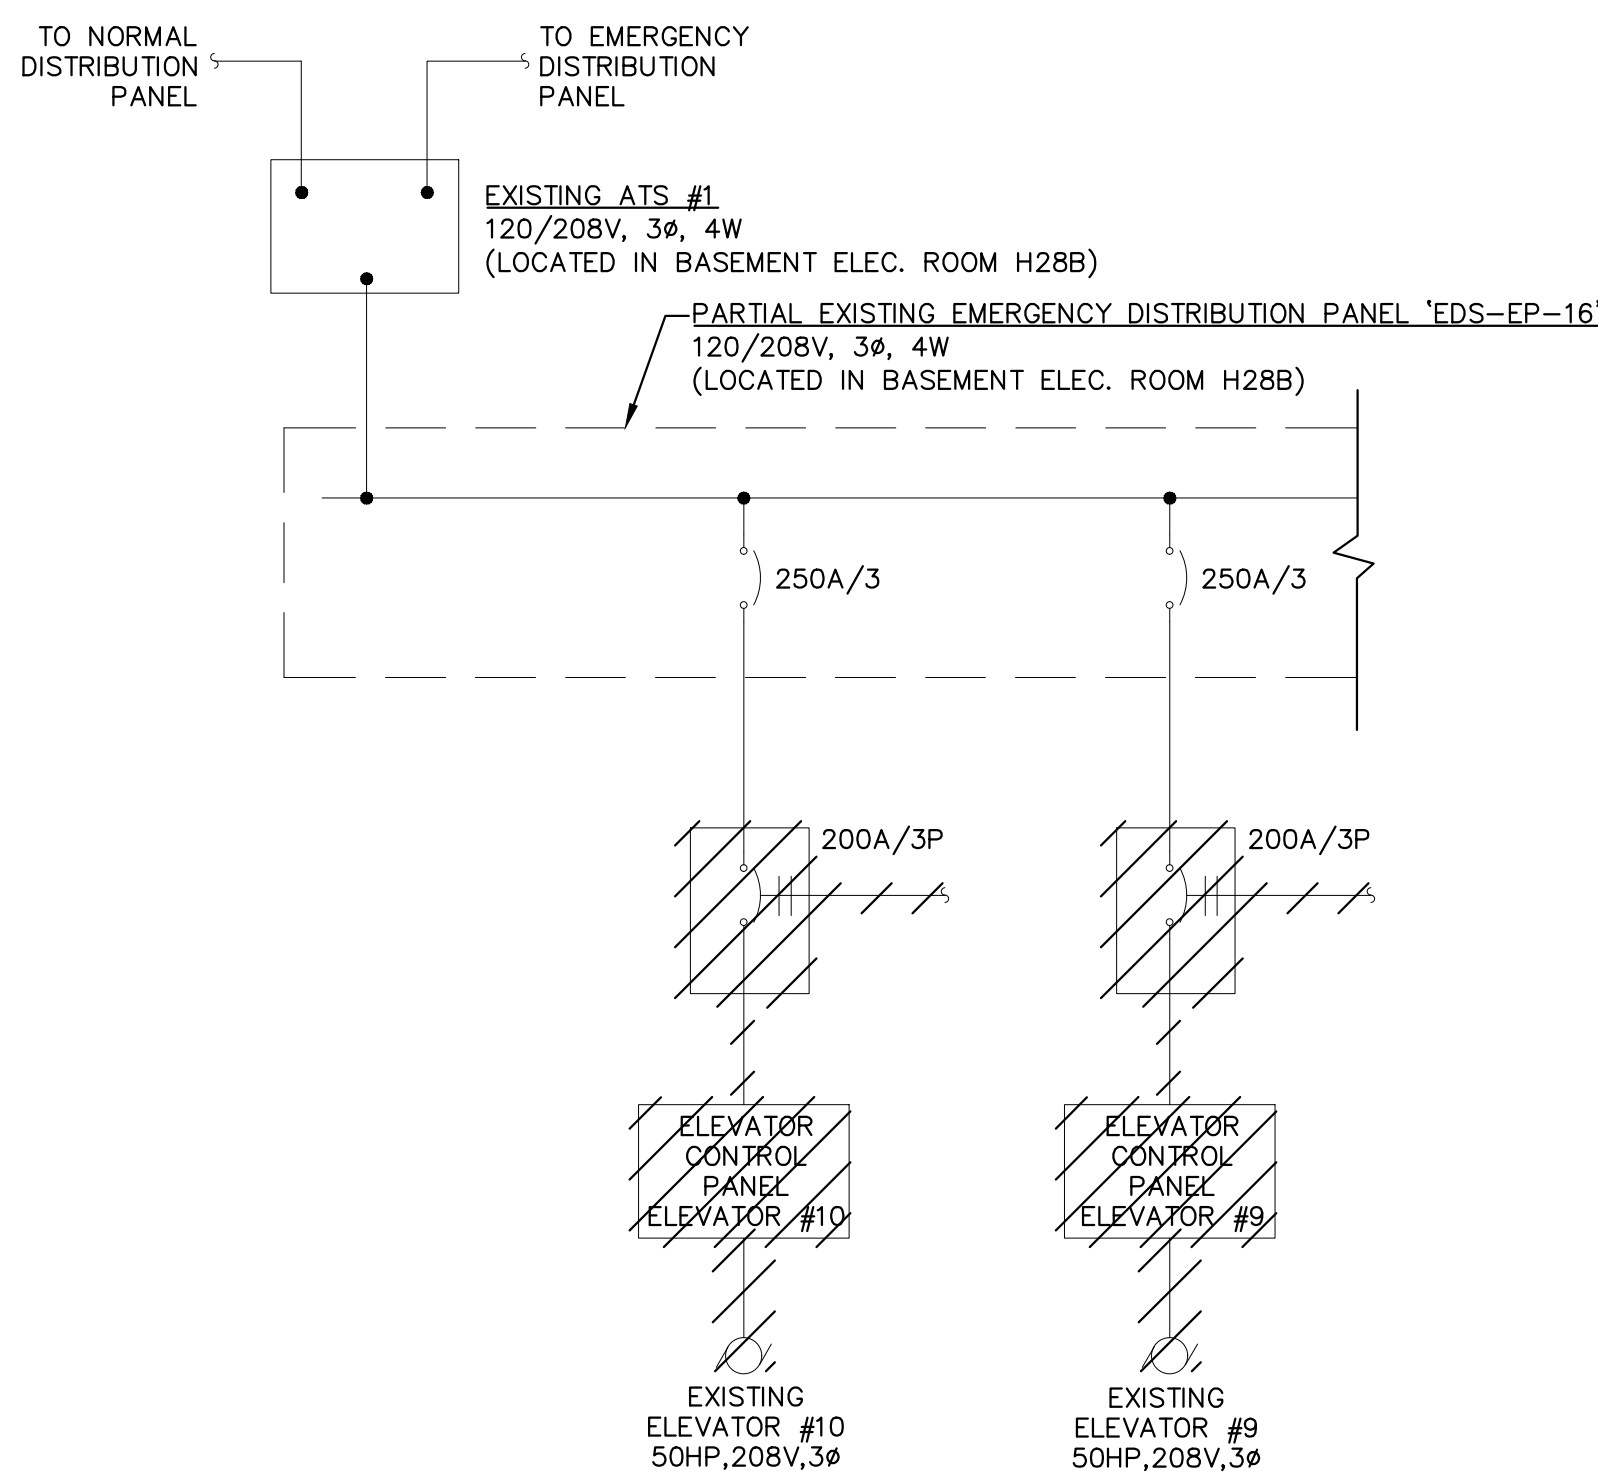 TO NORMAL
DISTRIBUTION
PANEL
TO EMERGENCY
DISTRIBUTION
PANEL
EXISTING ATS #1
120/208V, 3ø, 4W
(LOCATED IN BASEMENT ELEC. ROOM H28B)
PARTIAL EXISTING EMERGENCY DISTRIBUTION PANEL 'EDS-EP-16'
120/208V, 3ø, 4W
(LOCATED IN BASEMENT ELEC. ROOM H28B)
250A/3
250A/3
200A/3P
200A/3P
ELEVATOR
CONTROL
PANEL
ELEVATOR #10
ELEVATOR
CONTROL
PANEL
ELEVATOR #9
EXISTING
ELEVATOR #10
50HP,208V,3ø
EXISTING
ELEVATOR #9
50HP,208V,3ø